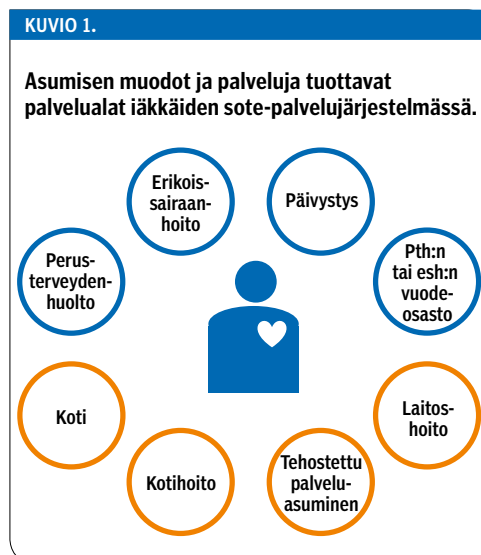 KUVIO 1.
Asumisen muodot ja palveluja tuottavat
palvelualat iäkkäiden sote-palvelujärjestelmässä.
Erikois-
sairaan-
hoito
Päivystys
Perus-
terveyden-
huolto
Pth:n
tai esh:n
vuode-
osasto
Koti
Kotihoito
Tehostettu
palvelu-
asuminen
Laitos-
hoito